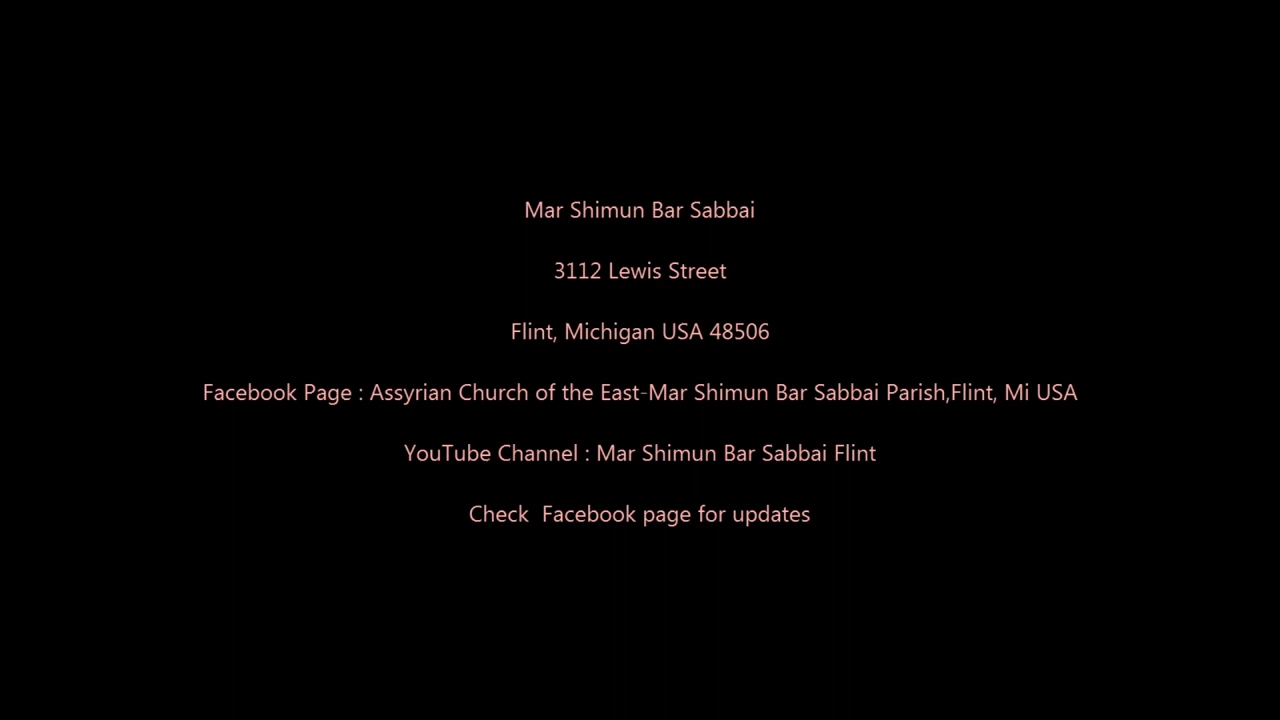 Mar Shimun Bar Sabbai
3112 Lewis Street
Flint, Michigan USA 48506
Facebook Page : Assyrian Church of the East-Mar Shimun Bar Sabbai Parish,Flint, Mi USA
YouTube Channel : Mar Shimun Bar Sabbai Flint
Check  Facebook page for updates